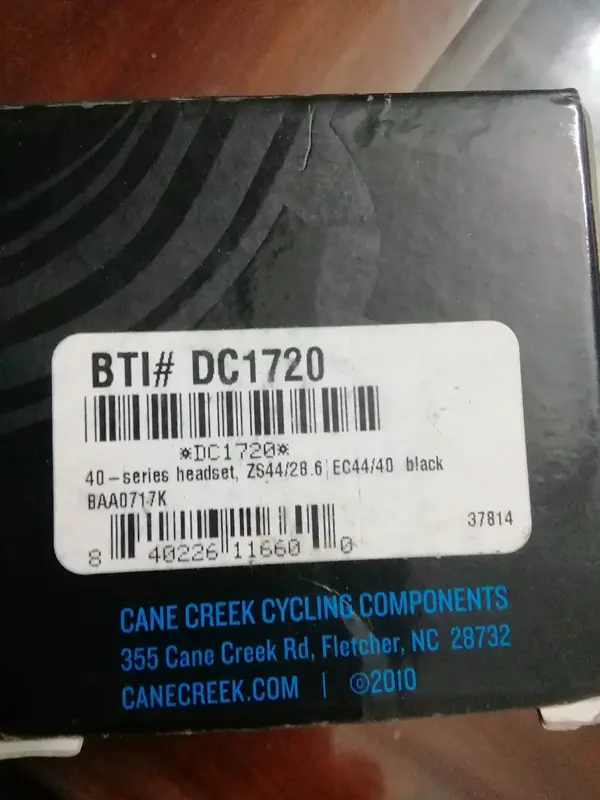 BTI# DC1720
*DC1720*
40-series headset, ZS44/28.6|EC44/40 black
BAA0717K
37814
8 40226 11660 0
CANE CREEK CYCLING COMPONENTS
355 Cane Creek Rd, Fletcher, NC 28732
CANECREEK.COM | ©2010